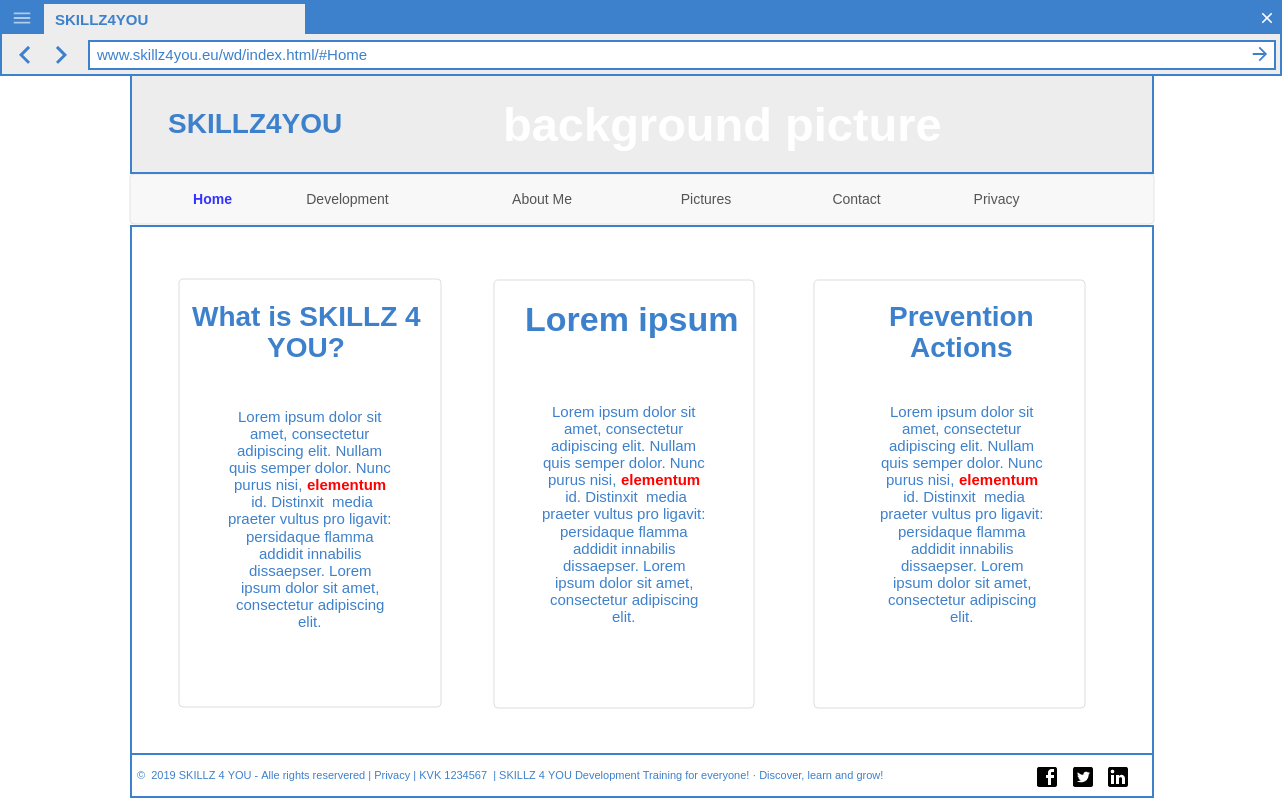 SKILLZ4YOU
www.skillz4you.eu/wd/index.html/#Home
SKILLZ4YOU
background picture
Home Development About Me Pictures Contact Privacy
What is SKILLZ 4
YOU?
Lorem ipsum dolor sit
amet, consectetur
adipiscing elit. Nullam
quis semper dolor. Nunc
purus nisi, elementum
id. Distinxit  media
praeter vultus pro ligavit:
persidaque flamma
addidit innabilis
dissaepser. Lorem
ipsum dolor sit amet,
consectetur adipiscing
elit.
Lorem ipsum
Lorem ipsum dolor sit
amet, consectetur
adipiscing elit. Nullam
quis semper dolor. Nunc
purus nisi, elementum
id. Distinxit  media
praeter vultus pro ligavit:
persidaque flamma
addidit innabilis
dissaepser. Lorem
ipsum dolor sit amet,
consectetur adipiscing
elit.
Prevention
Actions
Lorem ipsum dolor sit
amet, consectetur
adipiscing elit. Nullam
quis semper dolor. Nunc
purus nisi, elementum
id. Distinxit  media
praeter vultus pro ligavit:
persidaque flamma
addidit innabilis
dissaepser. Lorem
ipsum dolor sit amet,
consectetur adipiscing
elit.
©  2019 SKILLZ 4 YOU - Alle rights reservered | Privacy | KVK 1234567  | SKILLZ 4 YOU Development Training for everyone! · Discover, learn and grow!